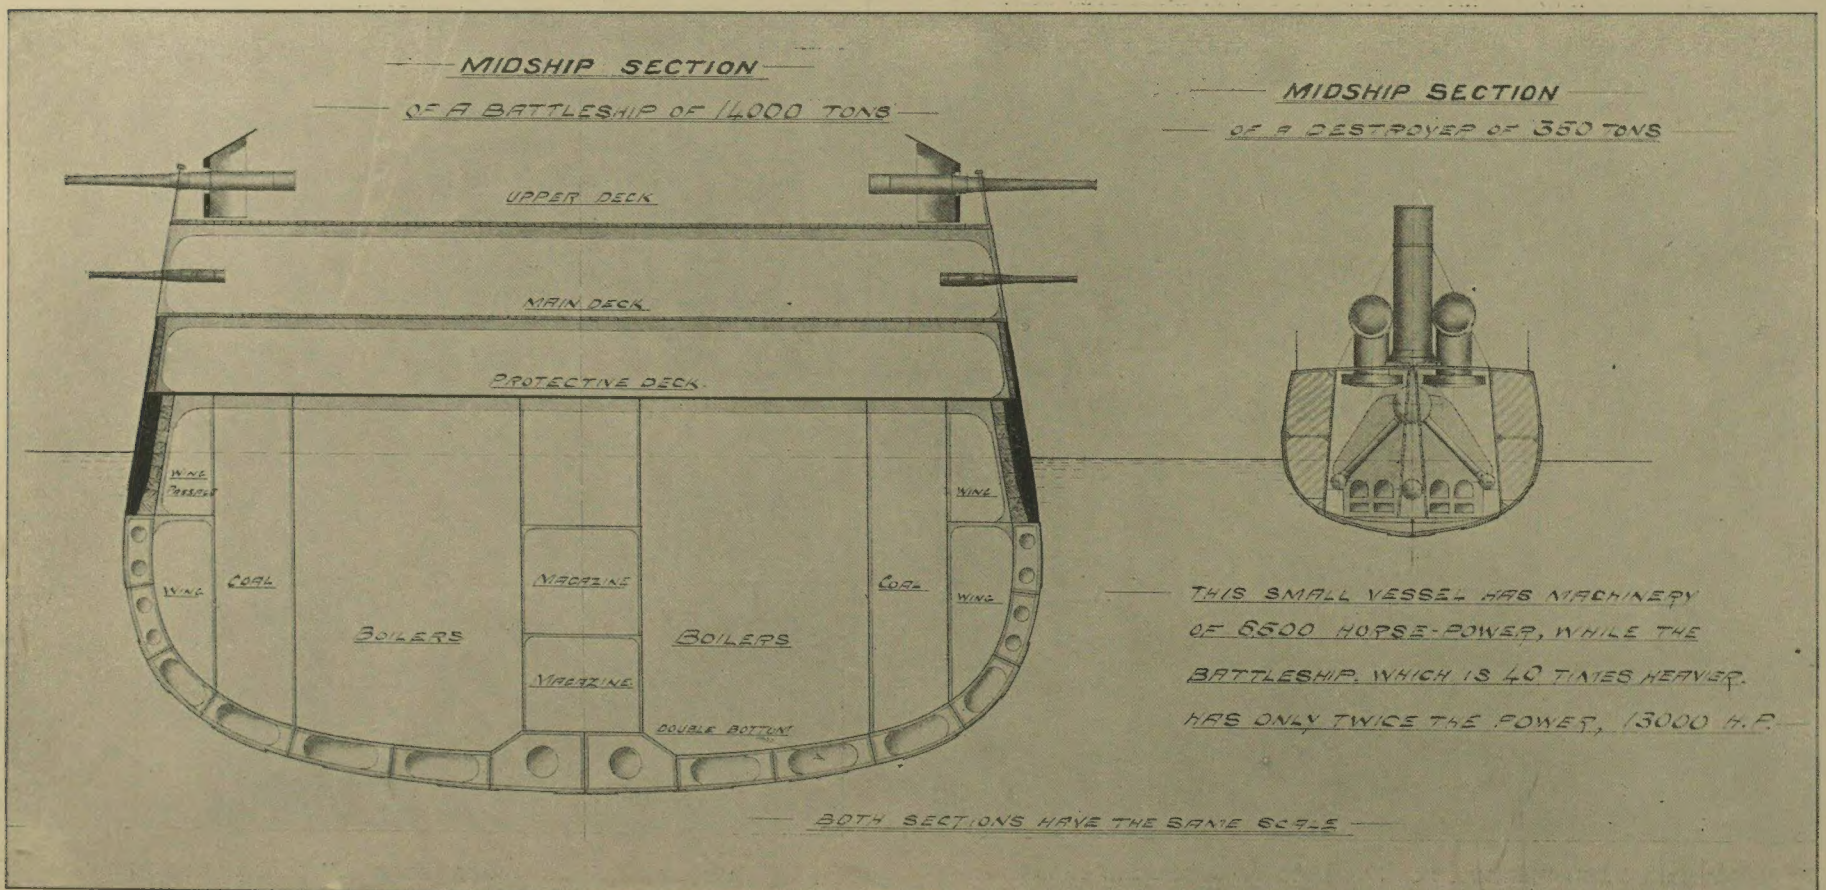 MIDSHIP SECTION
OF A BATTLESHIP OF 14000 TONS
MIDSHIP SECTION
OF A DESTROYER OF 350 TONS
UPPER DECK
MAIN DECK
PROTECTIVE DECK.
WING
PASSAGE
WING
WING
COAL
MAGAZINE
COAL
WING
BOILERS
BOILERS
MAGAZINE
DOUBLE BOTTOM
THIS SMALL VESSEL HAS MACHINERY
OF 6500 HORSE-POWER, WHILE THE
BATTLESHIP. WHICH IS 40 TIMES HEAVIER.
HAS ONLY TWICE THE POWER, 13000 H.P.
BOTH SECTIONS HAVE THE SAME SCALE